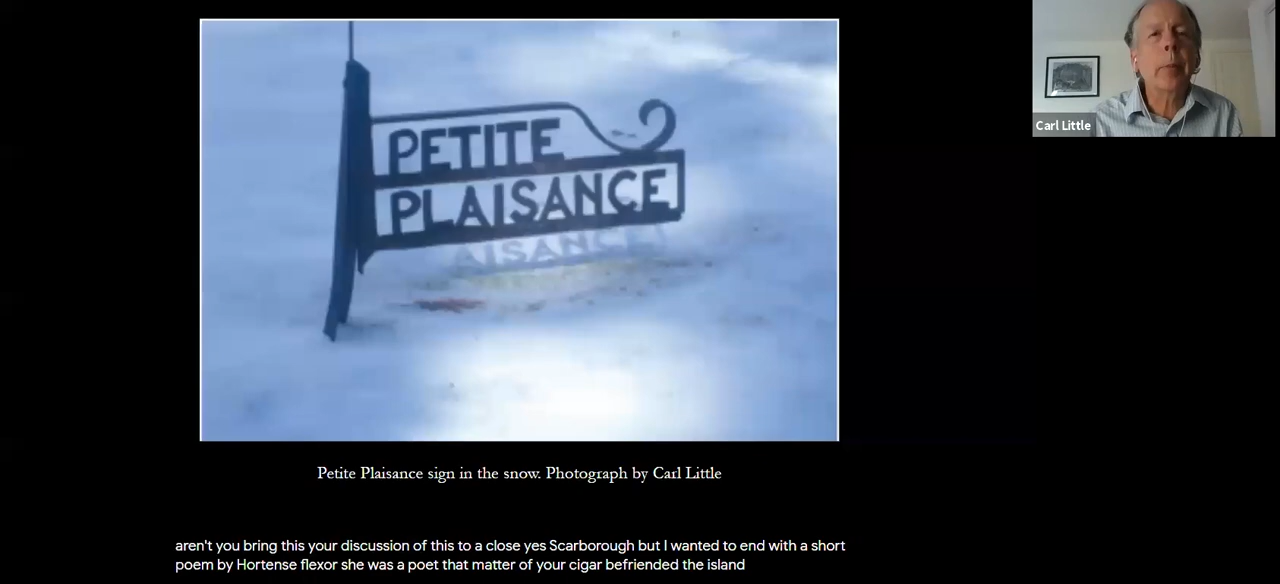 PETITE
PLAISANCE
AISANCE
Carl Little
Petite Plaisance sign in the snow. Photograph by Carl Little
aren't you bring this your discussion of this to a close yes Scarborough but I wanted to end with a short
poem by Hortense flexor she was a poet that matter of your cigar befriended the island